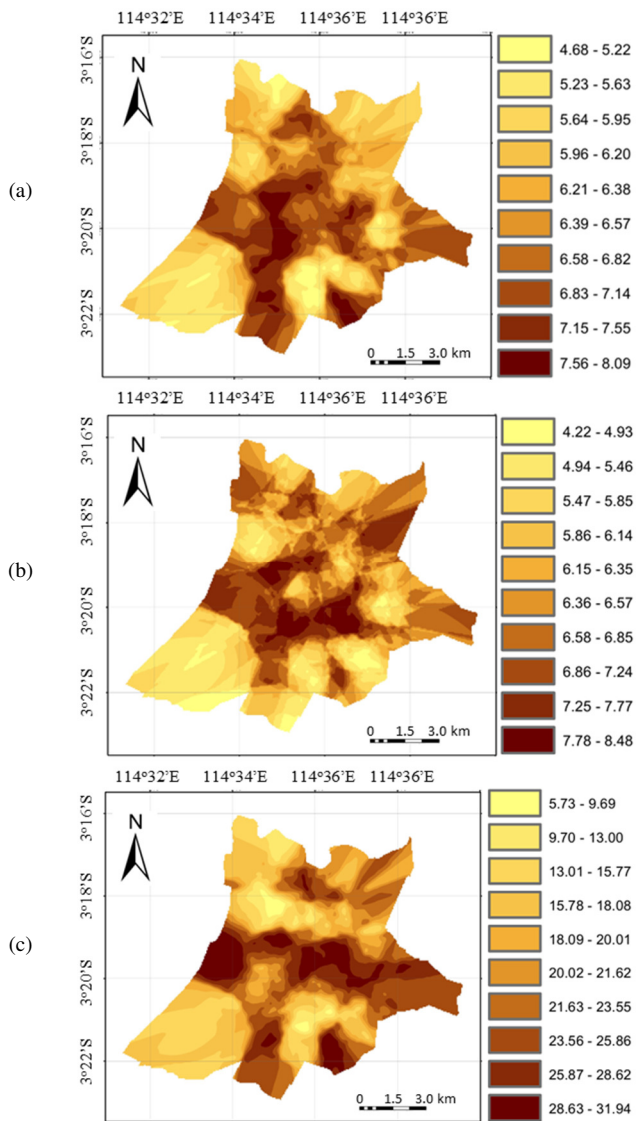 114°32'E 114°34'E 114°36'E 114°36'E
(a)
3°16'S
3°18'S
3°20'S
3°22'S
N
0 1.5 3.0 km
4.68 - 5.22
5.23 - 5.63
5.64 - 5.95
5.96 - 6.20
6.21 - 6.38
6.39 - 6.57
6.58 - 6.82
6.83 - 7.14
7.15 - 7.55
7.56 - 8.09
114°32'E 114°34'E 114°36'E 114°36'E
(b)
3°16'S
3°18'S
3°20'S
3°22'S
N
0 1.5 3.0 km
4.22 - 4.93
4.94 - 5.46
5.47 - 5.85
5.86 - 6.14
6.15 - 6.35
6.36 - 6.57
6.58 - 6.85
6.86 - 7.24
7.25 - 7.77
7.78 - 8.48
114°32'E 114°34'E 114°36'E 114°36'E
(c)
3°16'S
3°18'S
3°20'S
3°22'S
N
0 1.5 3.0 km
5.73 - 9.69
9.70 - 13.00
13.01 - 15.77
15.78 - 18.08
18.09 - 20.01
20.02 - 21.62
21.63 - 23.55
23.56 - 25.86
25.87 - 28.62
28.63 - 31.94